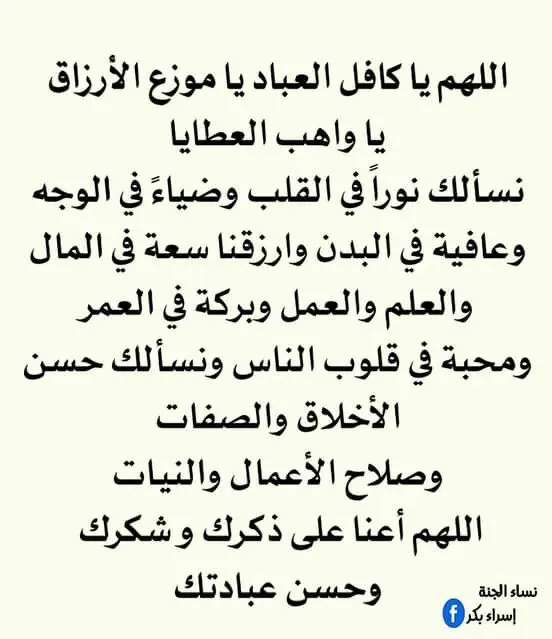 اللهم يا كافل العباد يا موزع الأرزاق
يا واهب العطايا
نسألك نوراً في القلب وضياءً في الوجه
وعافية في البدن وارزقنا سعة في المال
والعلم والعمل وبركة في العمر
ومحبة في قلوب الناس ونسألك حسن
الأخلاق والصفات
وصلاح الأعمال والنيات
اللهم أعنا على ذكرك و شكرك
وحسن عبادتك
نساء الجنة
إسراء بكر f